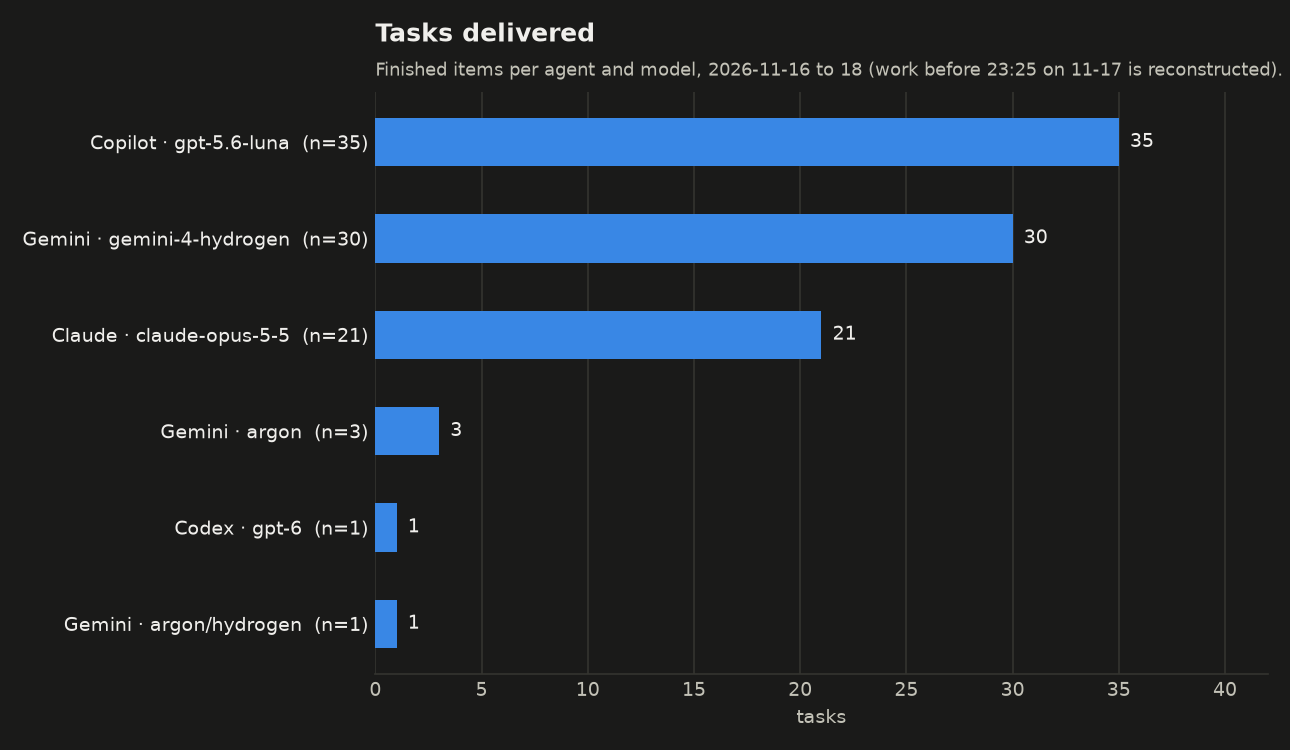 Tasks delivered
Finished items per agent and model, 2026-11-16 to 18 (work before 23:25 on 11-17 is reconstructed).
Copilot · gpt-5.6-luna (n=35)
35
Gemini · gemini-4-hydrogen (n=30)
30
Claude · claude-opus-5-5 (n=21)
21
Gemini · argon (n=3)
3
Codex · gpt-6 (n=1)
1
Gemini · argon/hydrogen (n=1)
1
0 5 10 15 20 25 30 35 40
tasks